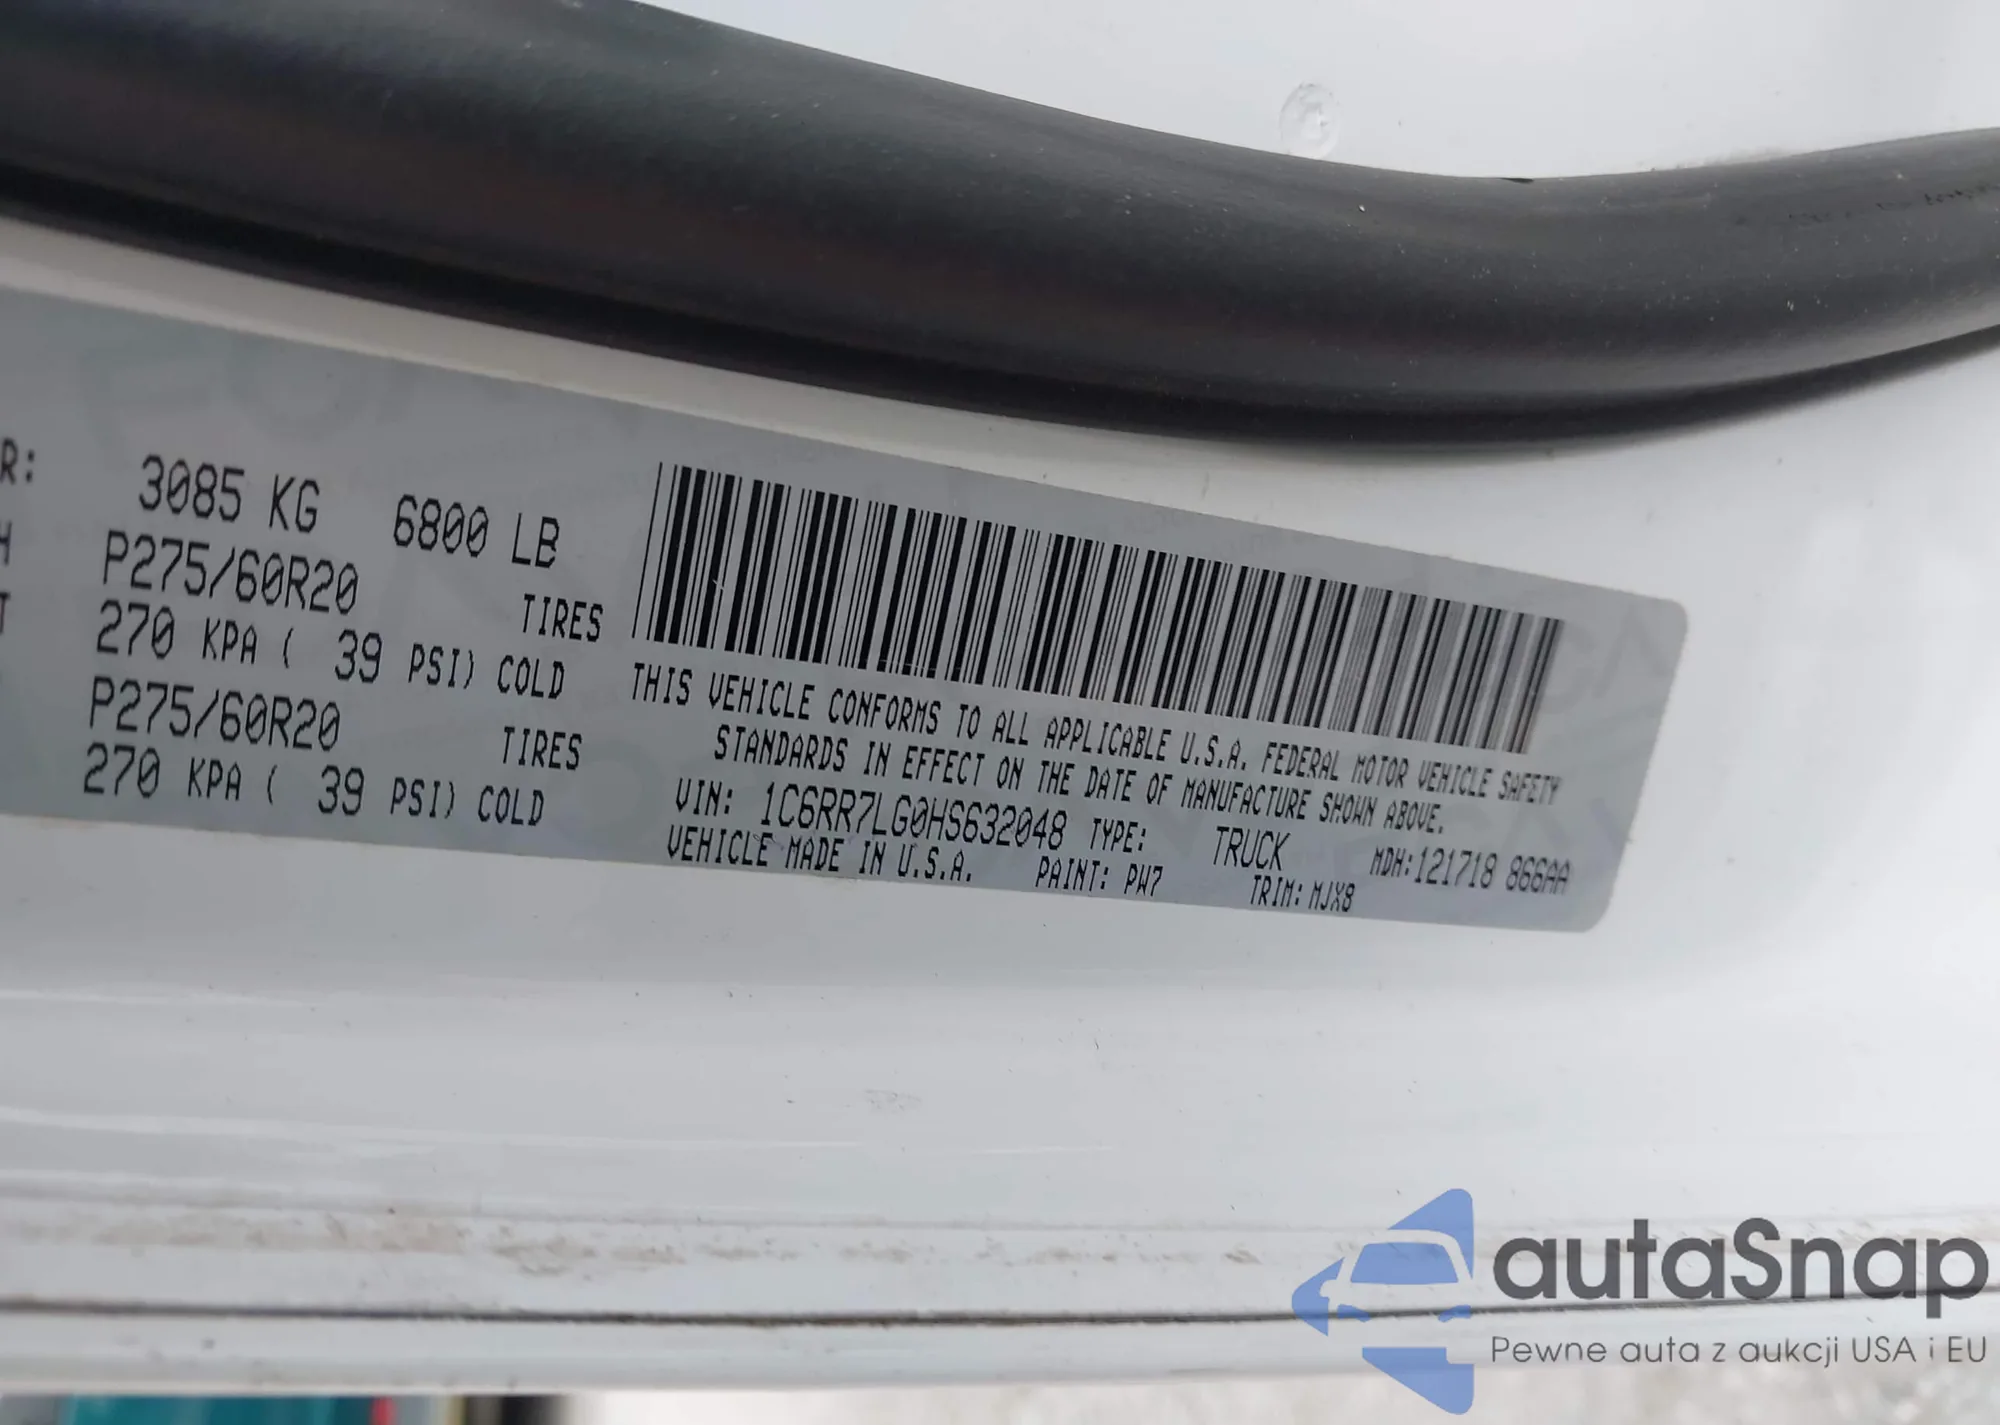 R: 3085 KG 6800 LB
H P275/60R20 TIRES
T 270 KPA ( 39 PSI) COLD
P275/60R20 TIRES
270 KPA ( 39 PSI) COLD
THIS VEHICLE CONFORMS TO ALL APPLICABLE U.S.A. FEDERAL MOTOR VEHICLE SAFETY
STANDARDS IN EFFECT ON THE DATE OF MANUFACTURE SHOWN ABOVE.
VIN: 1C6RR7LG0HS632048 TYPE: TRUCK MDH:121718 866AA
VEHICLE MADE IN U.S.A. PAINT: PW7 TRIM: MJX8
autaSnap
Pewne auta z aukcji USA i EU